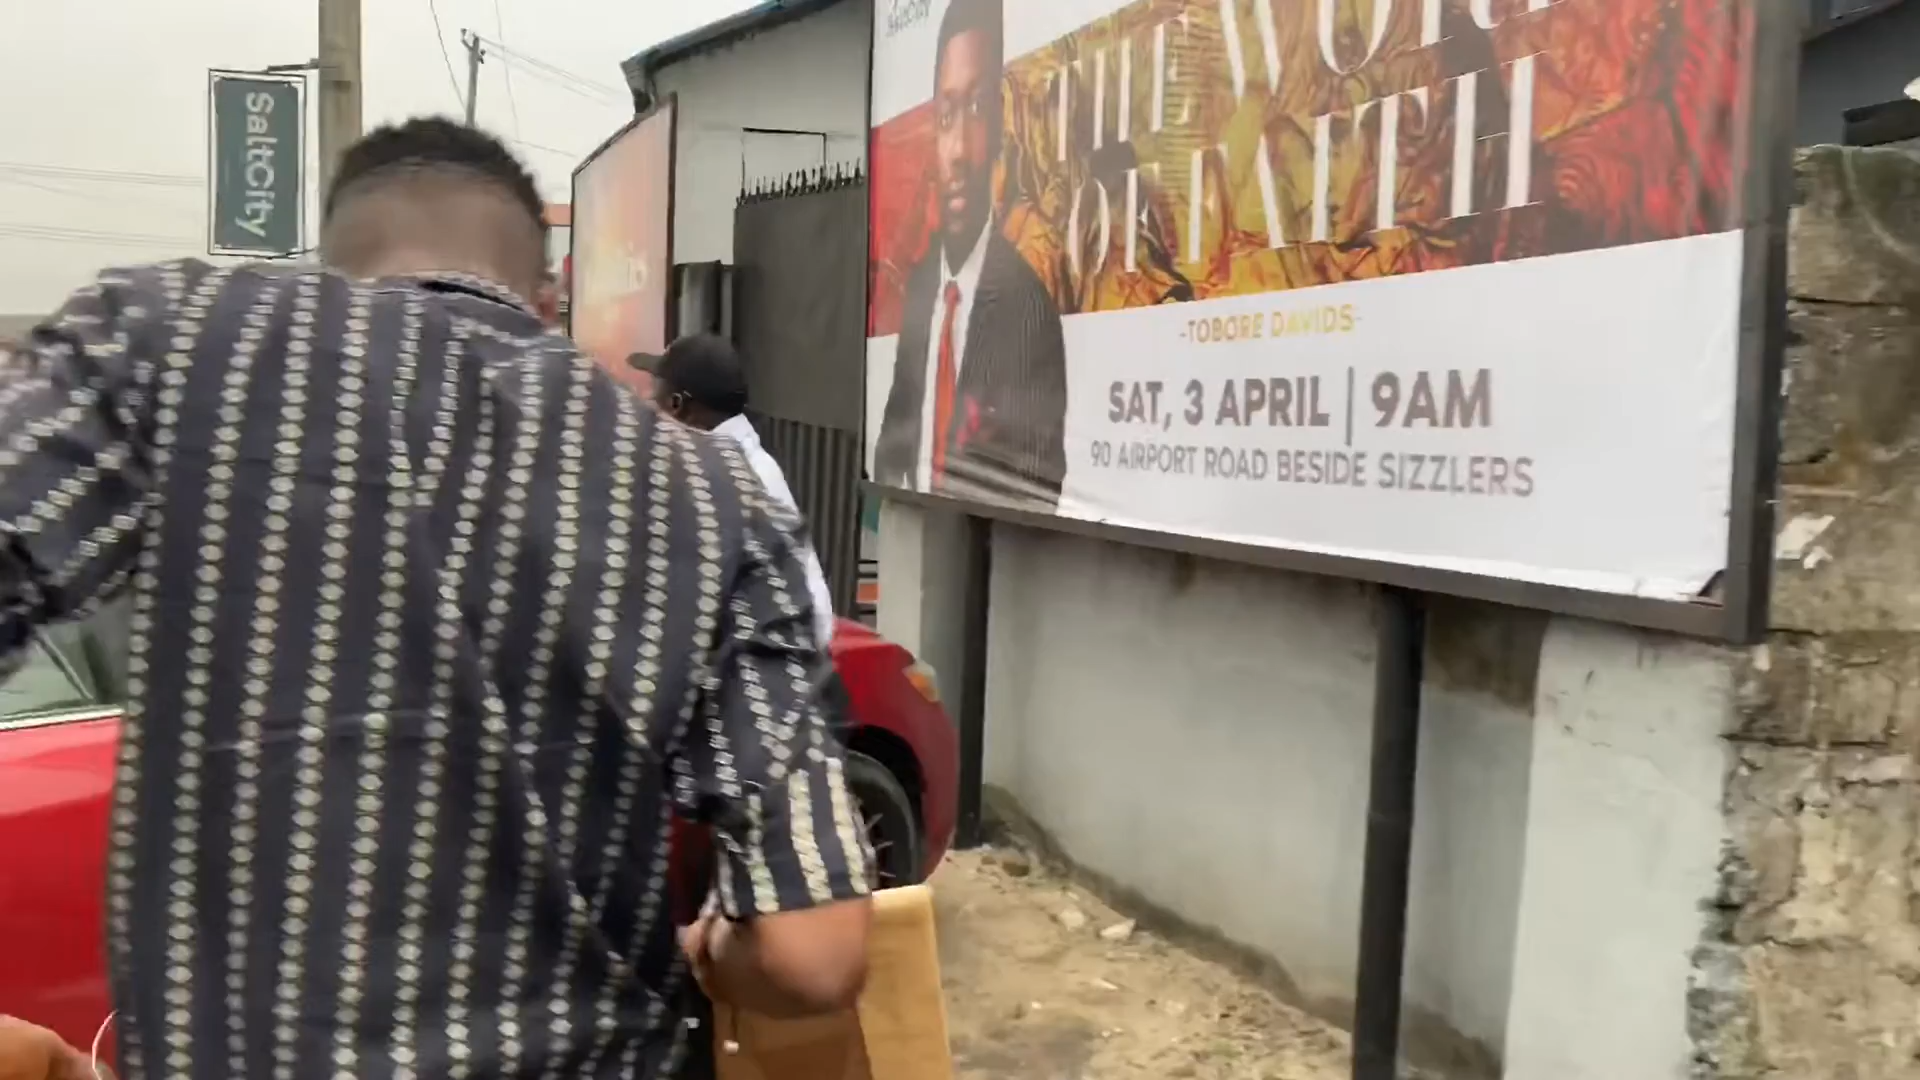 SaltCity
THE WORD
OF FAITH
-TOBORE DAVIDS-
SAT, 3 APRIL | 9AM
90 AIRPORT ROAD BESIDE SIZZLERS